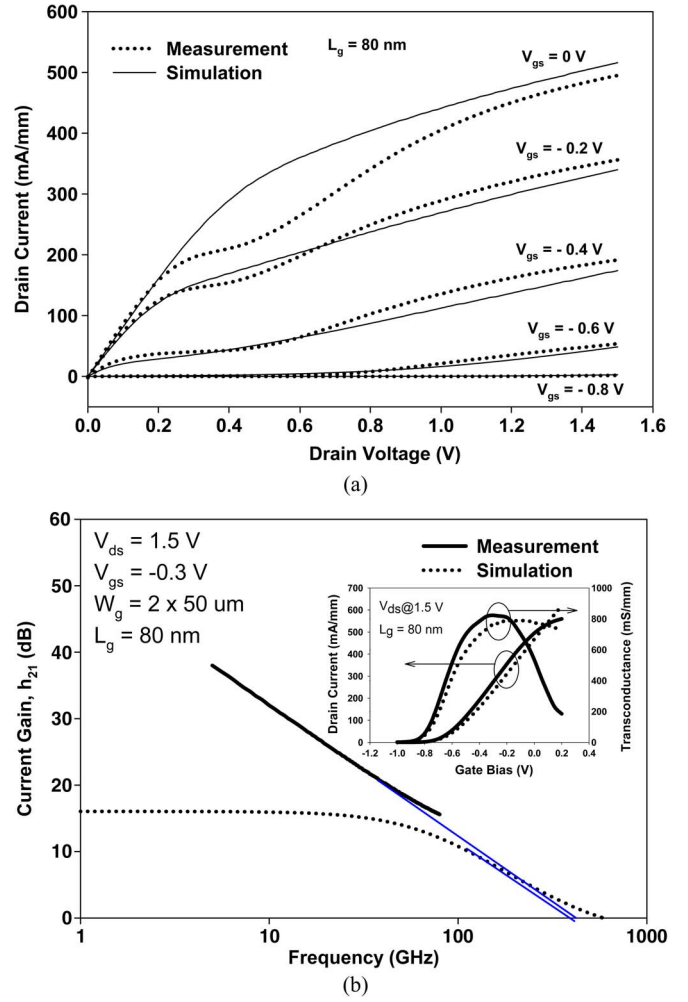 600
500
400
300
200
100
0
Drain Current (mA/mm)
Measurement
Simulation
Lg = 80 nm
Vgs = 0 V
Vgs = - 0.2 V
Vgs = - 0.4 V
Vgs = - 0.6 V
Vgs = - 0.8 V
0.0 0.2 0.4 0.6 0.8 1.0 1.2 1.4 1.6
Drain Voltage (V)
(a)
60
50
40
30
20
10
0
Current Gain, h21 (dB)
Vds = 1.5 V
Vgs = -0.3 V
Wg = 2 x 50 um
Lg = 80 nm
Measurement
Simulation
700
600
500
400
300
200
100
0
Drain Current (mA/mm)
Vds@1.5 V
Lg = 80 nm
1000
800
600
400
200
0
Transconductance (mS/mm)
-1.2 -1.0 -0.8 -0.6 -0.4 -0.2 0.0 0.2 0.4
Gate Bias (V)
1 10 100 1000
Frequency (GHz)
(b)